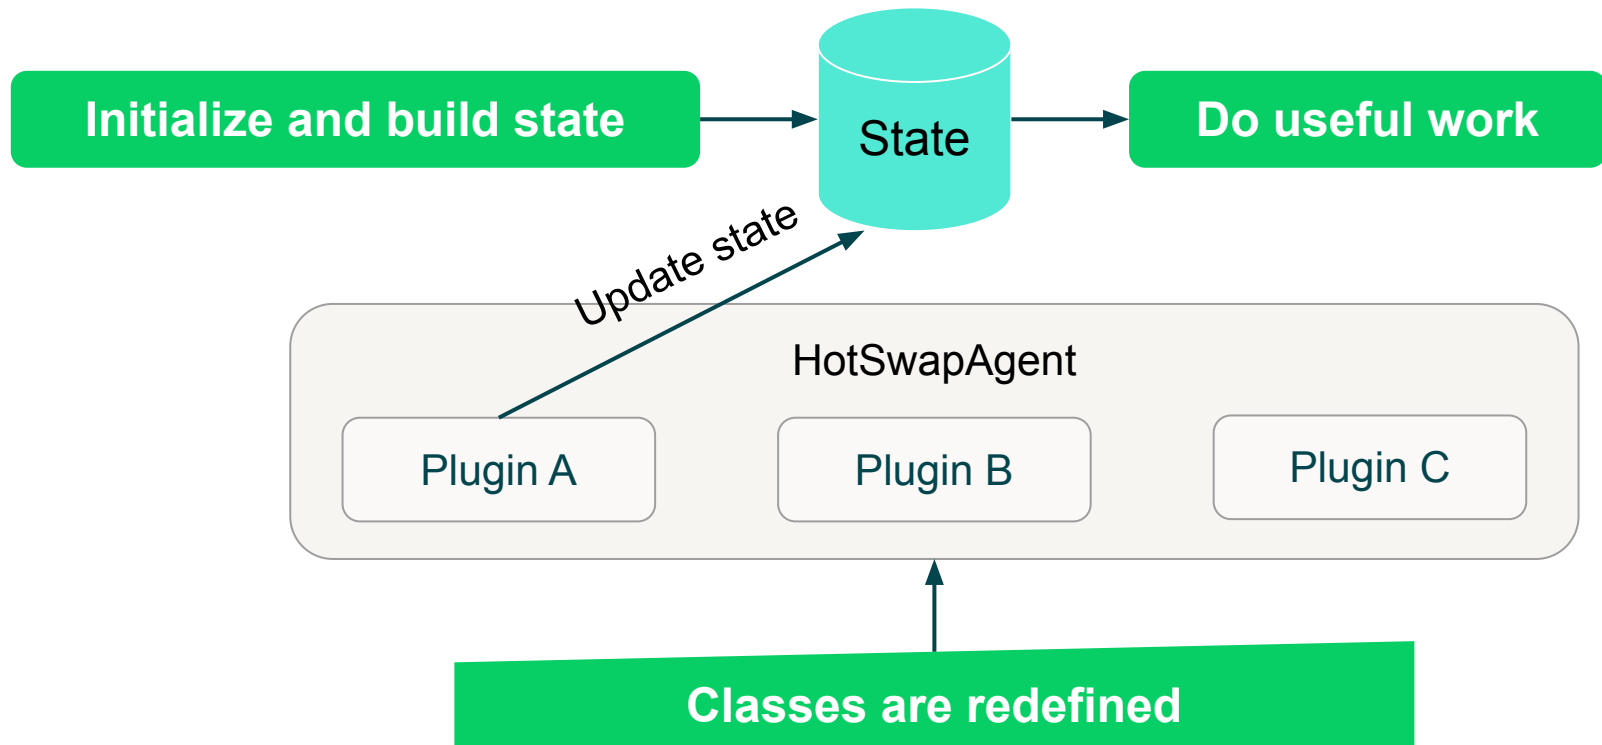 Initialize and build state
State
Do useful work
Update state
HotSwapAgent
Plugin A
Plugin B
Plugin C
Classes are redefined